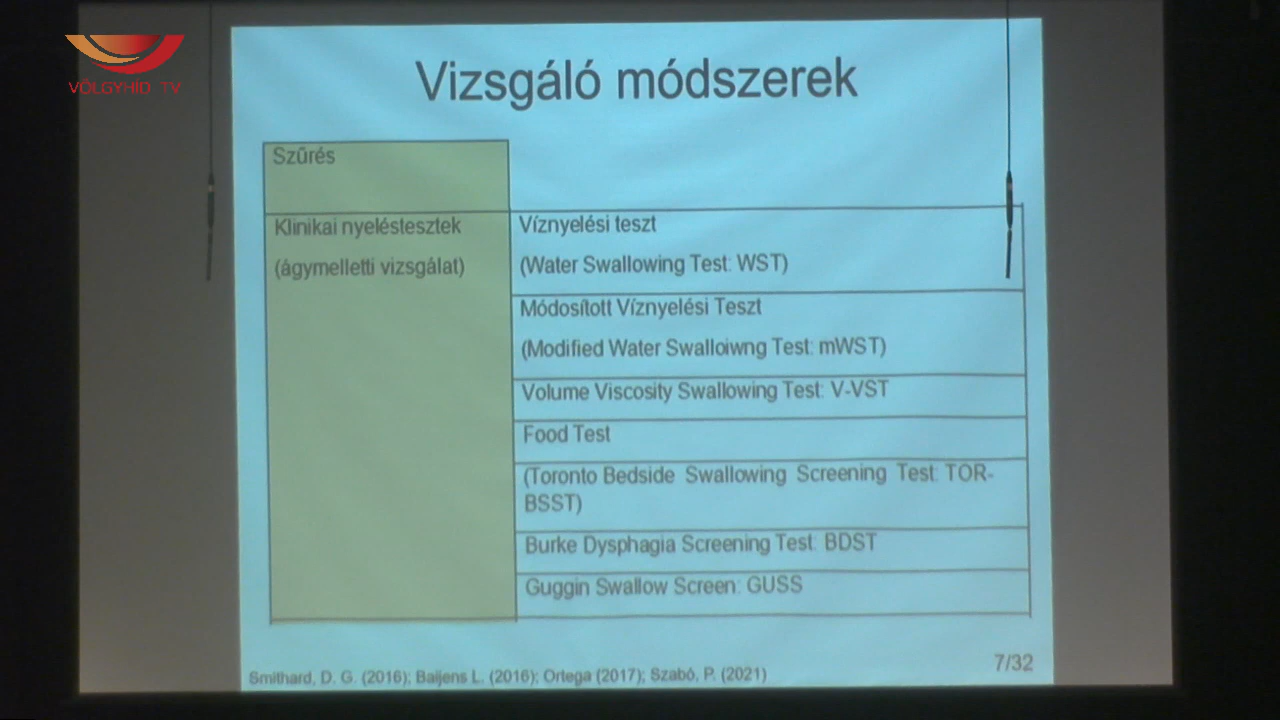 VÖLGYHÍD TV
Vizsgáló módszerek
Szűrés
Klinikai nyeléstesztek
(ágymelletti vizsgálat)
Víznyelési teszt
(Water Swallowing Test: WST)
Módosított Víznyelési Teszt
(Modified Water Swalloiwng Test: mWST)
Volume Viscosity Swallowing Test: V-VST
Food Test
(Toronto Bedside Swallowing Screening Test: TOR-
BSST)
Burke Dysphagia Screening Test: BDST
Guggin Swallow Screen: GUSS
7/32
Smithard, D. G. (2016); Baijens L. (2016); Ortega (2017); Szabó, P. (2021)